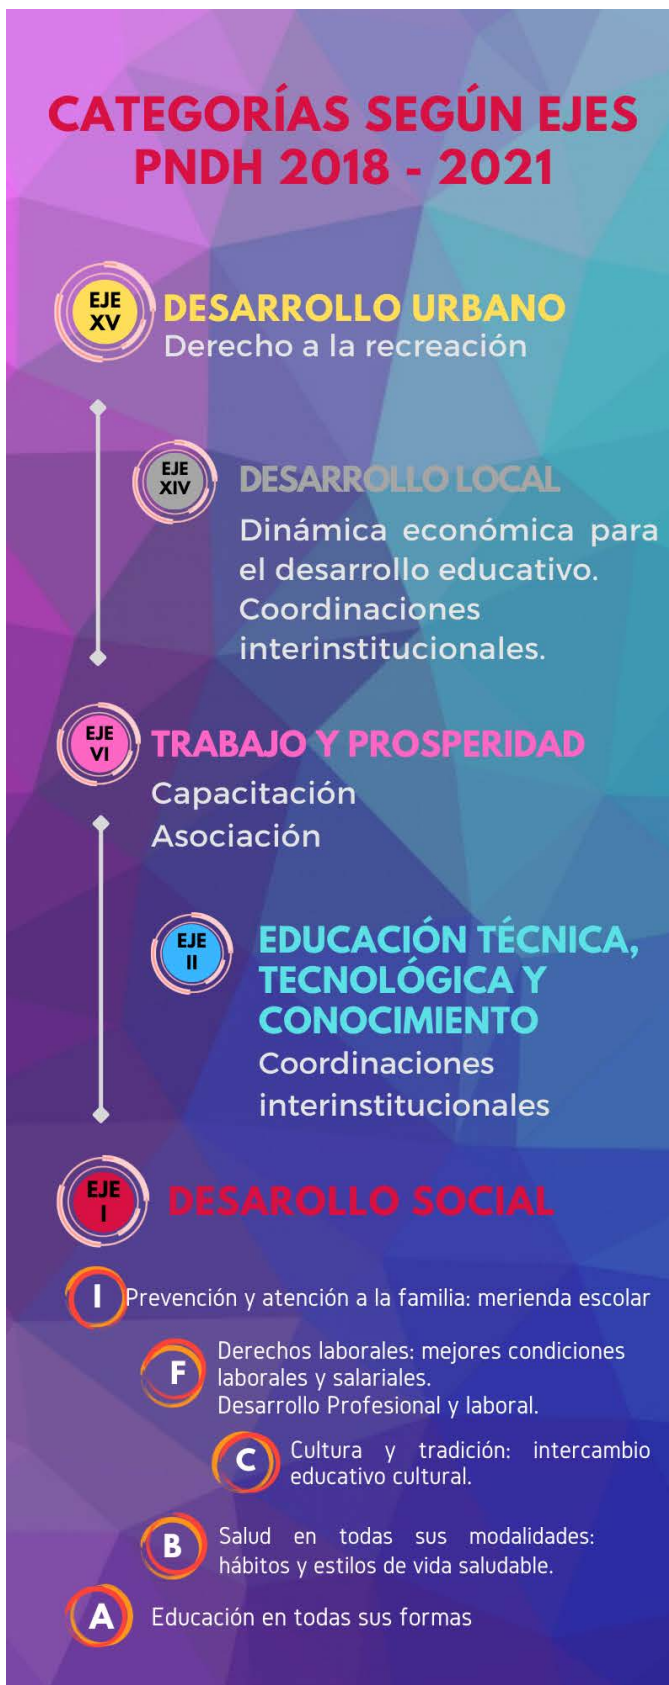 CATEGORÍAS SEGÚN EJES
PNDH 2018 - 2021
EJE
XV
DESARROLLO URBANO
Derecho a la recreación
EJE
XIV
DESARROLLO LOCAL
Dinámica económica para
el desarrollo educativo.
Coordinaciones
interinstitucionales.
EJE
VI
TRABAJO Y PROSPERIDAD
Capacitación
Asociación
EJE
II
EDUCACIÓN TÉCNICA,
TECNOLÓGICA Y
CONOCIMIENTO
Coordinaciones
interinstitucionales
EJE
I
DESAROLLO SOCIAL
I
Prevención y atención a la familia: merienda escolar
F
Derechos laborales: mejores condiciones
laborales y salariales.
Desarrollo Profesional y laboral.
C
Cultura y tradición: intercambio
educativo cultural.
B
Salud en todas sus modalidades:
hábitos y estilos de vida saludable.
A
Educación en todas sus formas